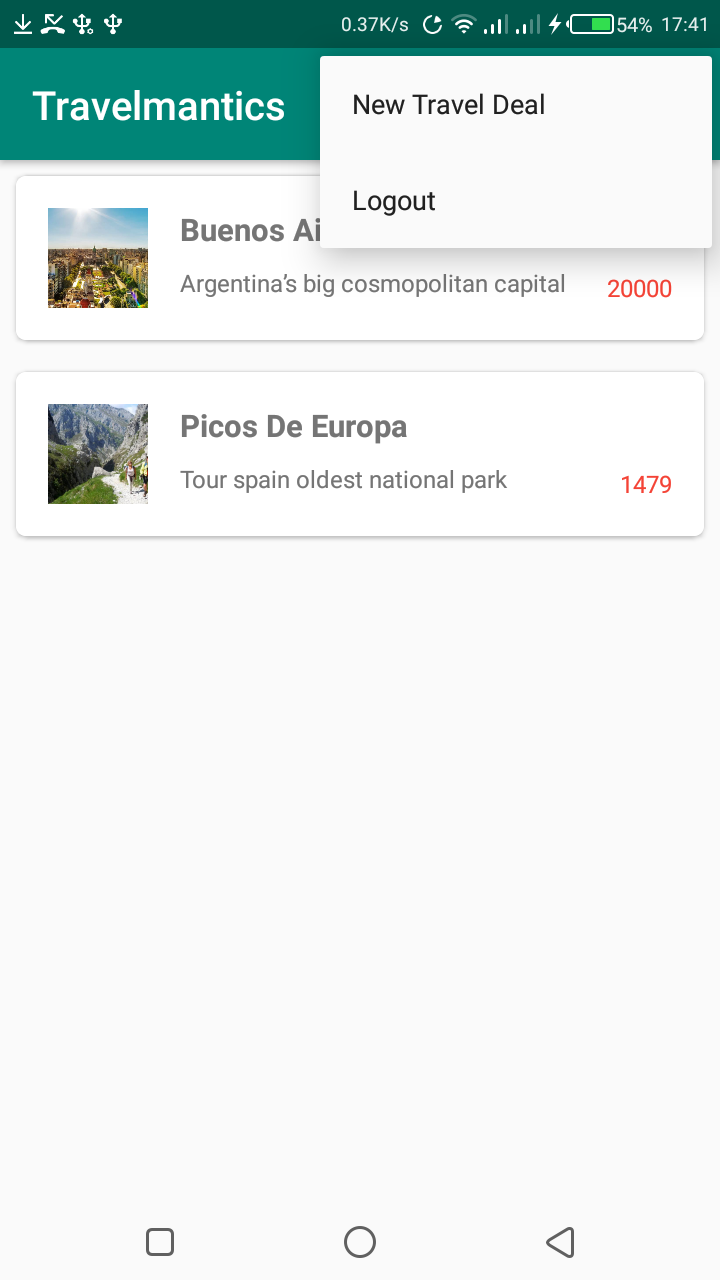 0.37K/s 54% 17:41
Travelmantics
New Travel Deal
Logout
Buenos
Argentina’s big cosmopolitan capital
20000
Picos De Europa
Tour spain oldest national park
1479